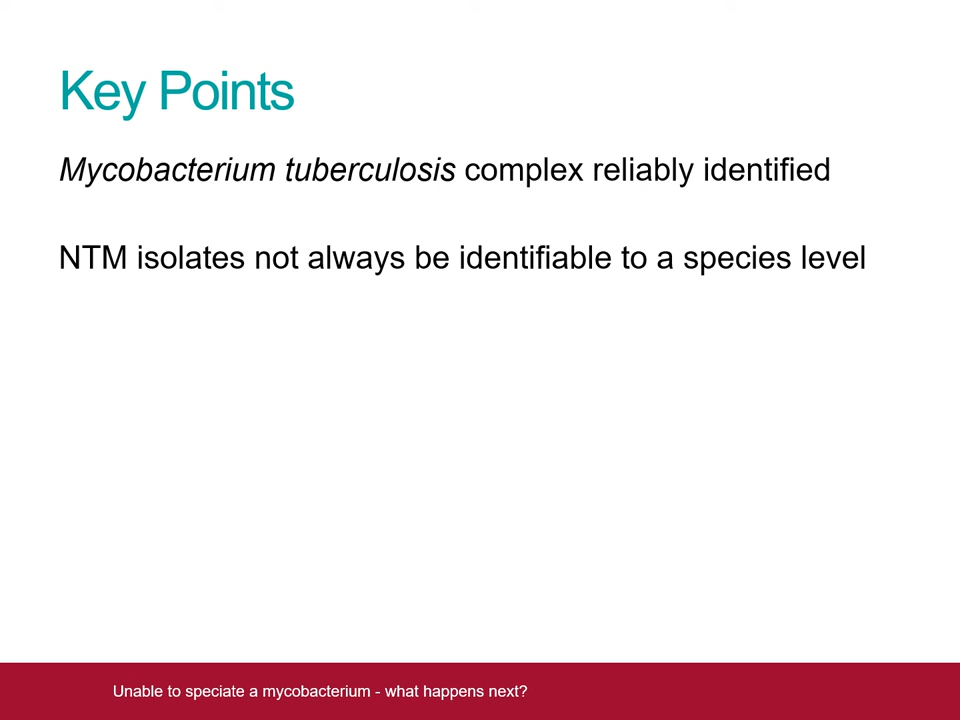 Key Points
Mycobacterium tuberculosis complex reliably identified
NTM isolates not always be identifiable to a species level
Unable to speciate a mycobacterium - what happens next?